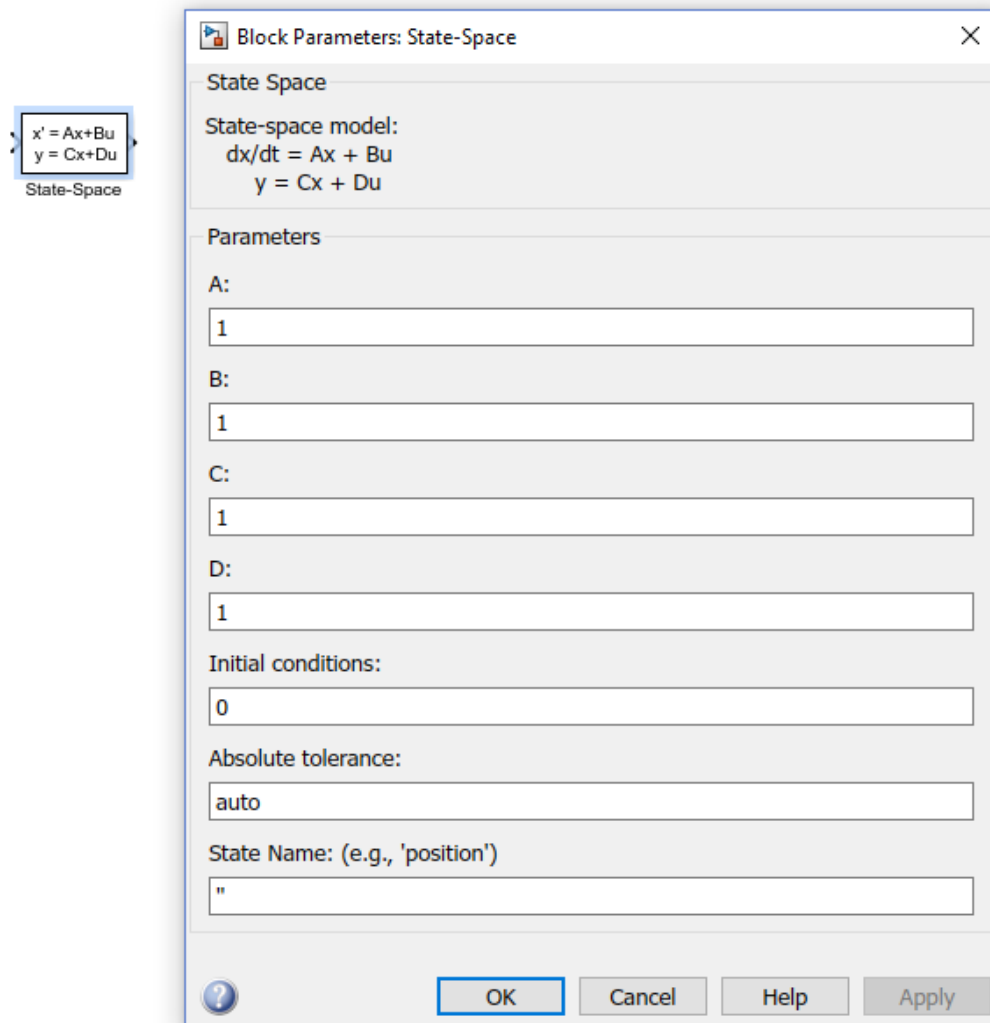 x' = Ax+Bu
y = Cx+Du
State-Space
Block Parameters: State-Space
State Space
State-space model:
dx/dt = Ax + Bu
y = Cx + Du
Parameters
A:
1
B:
1
C:
1
D:
1
Initial conditions:
0
Absolute tolerance:
auto
State Name: (e.g., 'position')
''
OK Cancel Help Apply